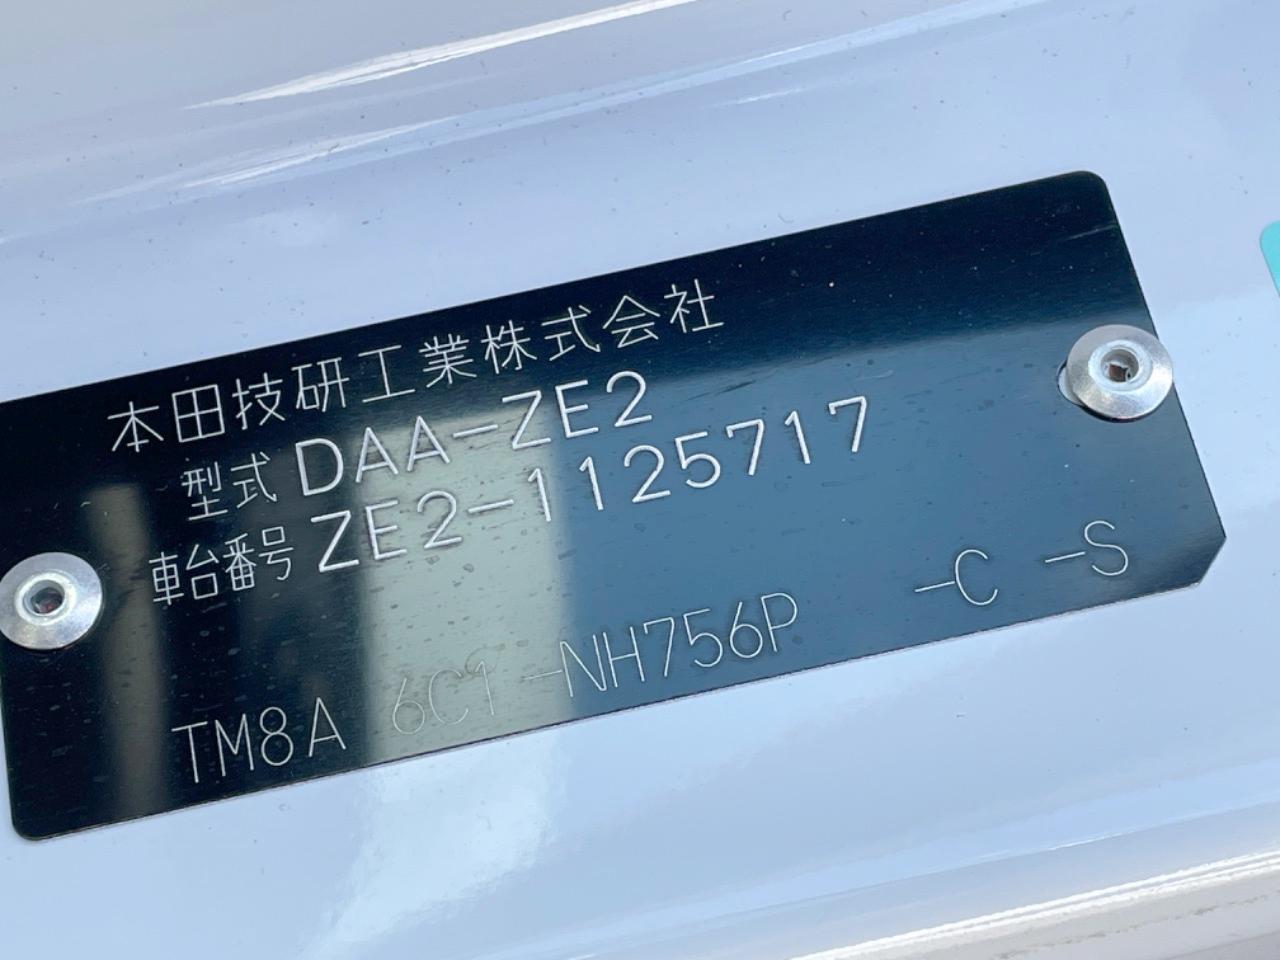 本田技研工業株式会社
型式 DAA-ZE2
車台番号 ZE2-1125717
TM8A 6C1 -NH756P -C -S